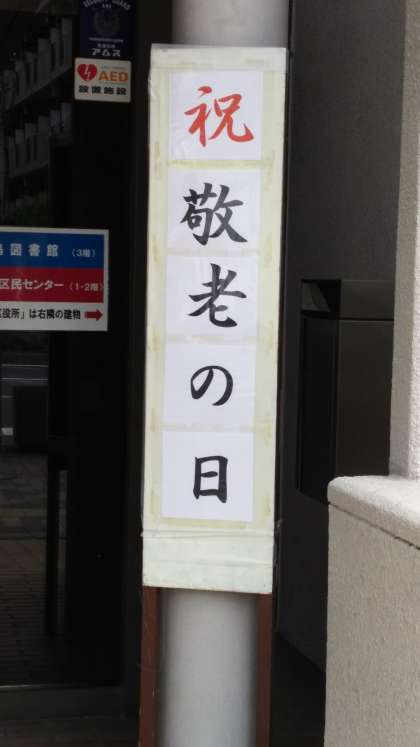 祝敬老の日
AED
設置施設
図書館 (3階)
区民センター (1・2階)
区役所」は右隣の建物 →